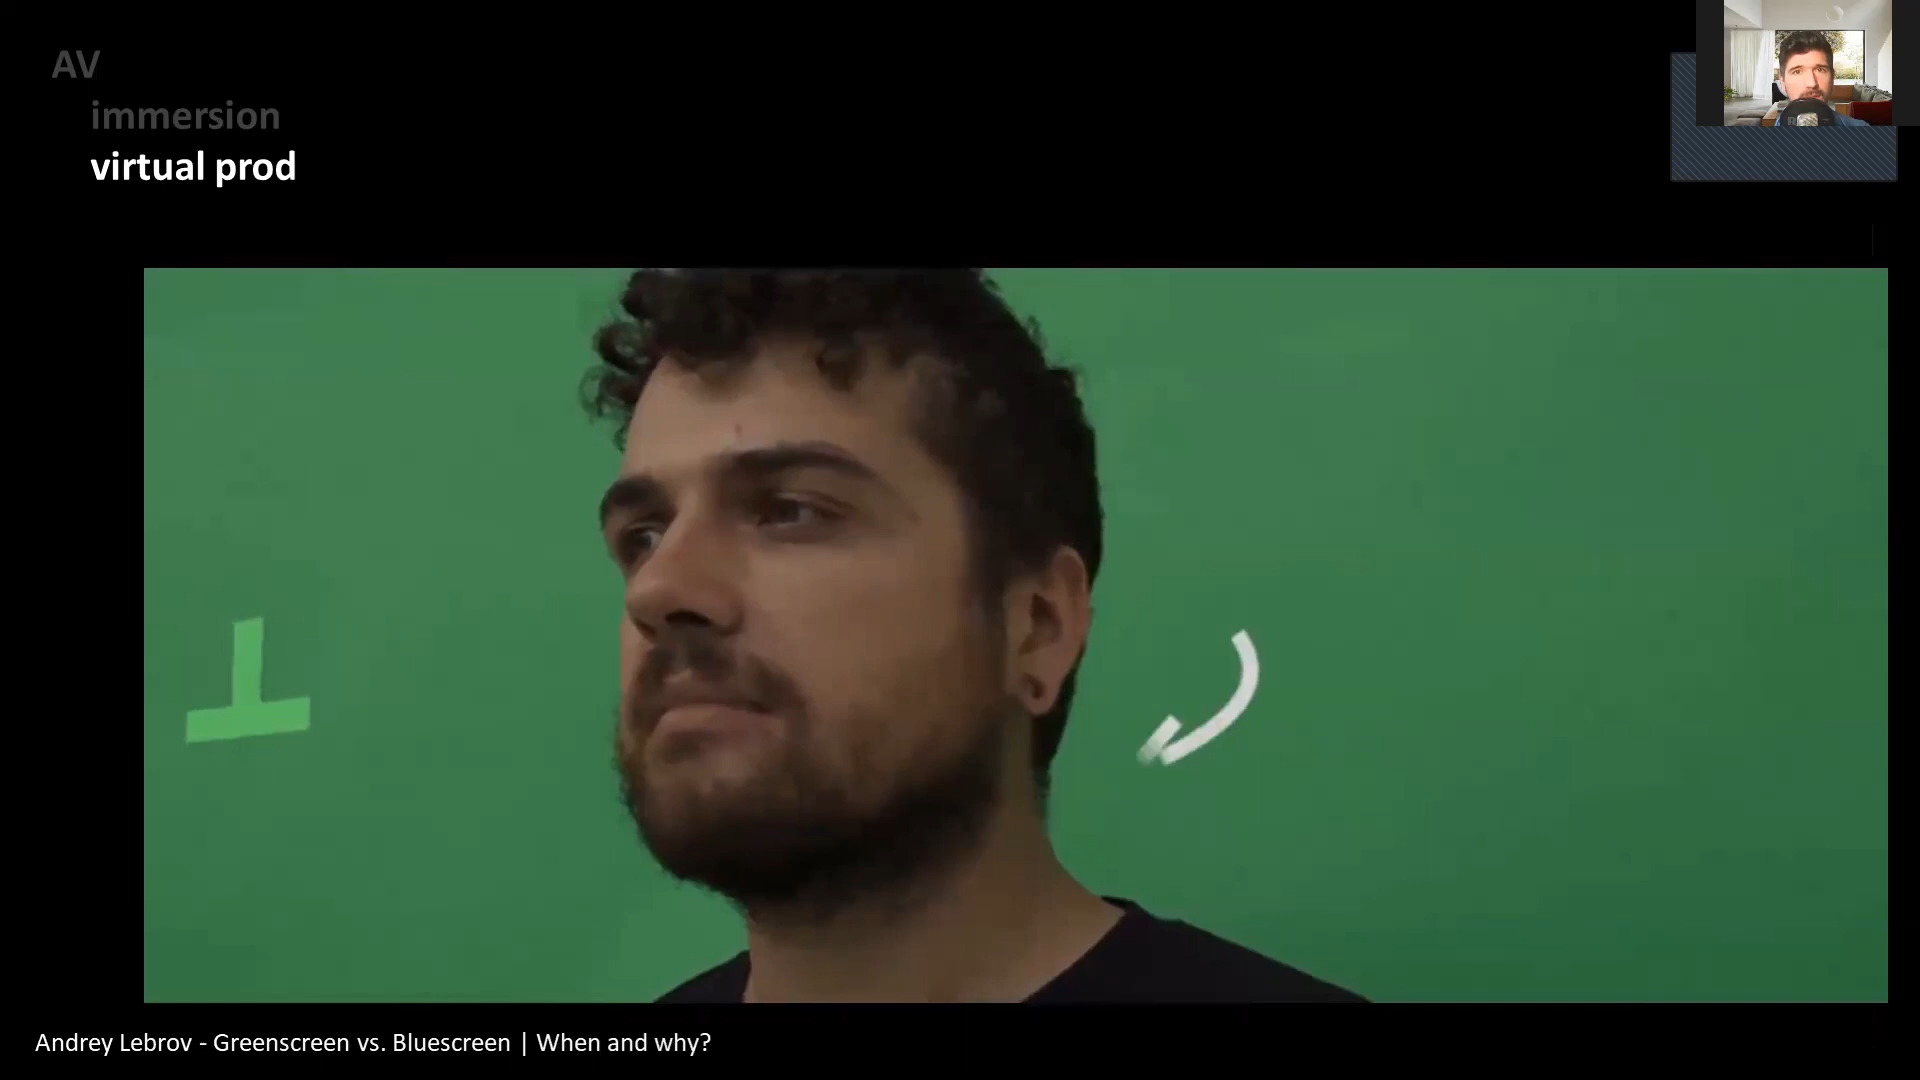 AV
immersion
virtual prod
Andrey Lebrov - Greenscreen vs. Bluescreen | When and why?